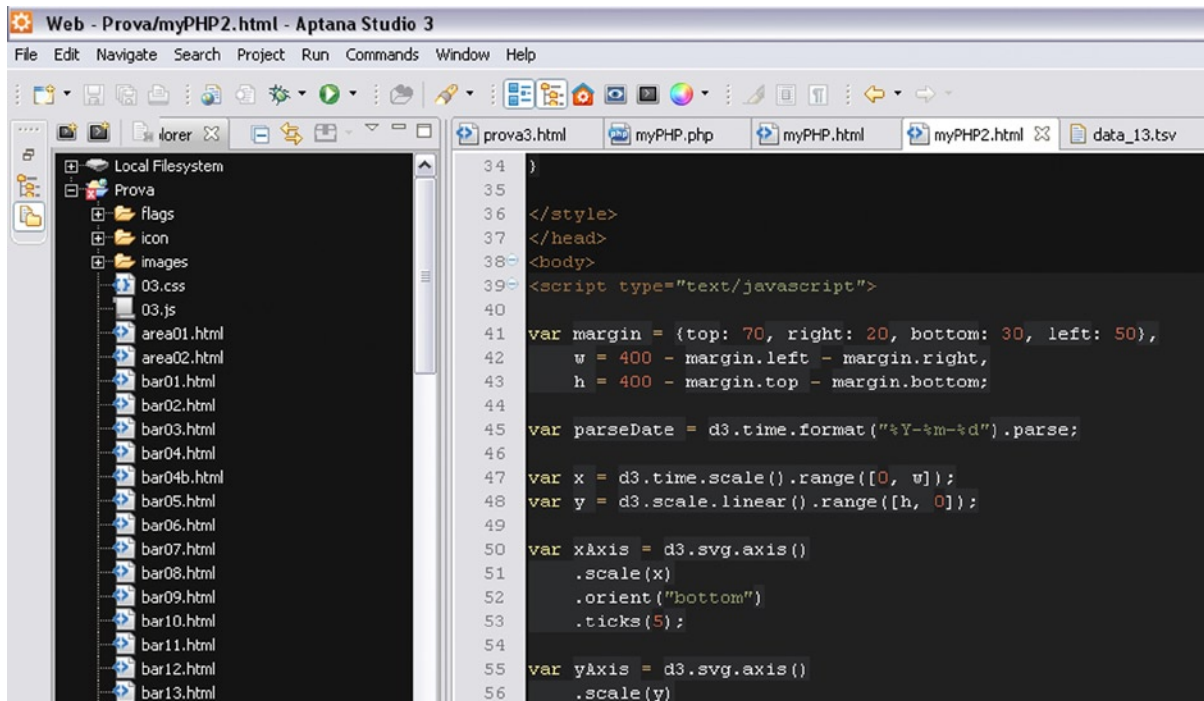 Web - Prova/myPHP2.html - Aptana Studio 3
File Edit Navigate Search Project Run Commands Window Help
lorer
Local Filesystem
Prova
flags
icon
images
03.css
03.js
area01.html
area02.html
bar01.html
bar02.html
bar03.html
bar04.html
bar04b.html
bar05.html
bar06.html
bar07.html
bar08.html
bar09.html
bar10.html
bar11.html
bar12.html
bar13.html
prova3.html myPHP.php myPHP.html myPHP2.html data_13.tsv
34 }
35
36 </style>
37 </head>
38 <body>
39 <script type="text/javascript">
40
41 var margin = {top: 70, right: 20, bottom: 30, left: 50},
42     w = 400 - margin.left - margin.right,
43     h = 400 - margin.top - margin.bottom;
44
45 var parseDate = d3.time.format("%Y-%m-%d").parse;
46
47 var x = d3.time.scale().range([0, w]);
48 var y = d3.scale.linear().range([h, 0]);
49
50 var xAxis = d3.svg.axis()
51     .scale(x)
52     .orient("bottom")
53     .ticks(5);
54
55 var yAxis = d3.svg.axis()
56     .scale(y)